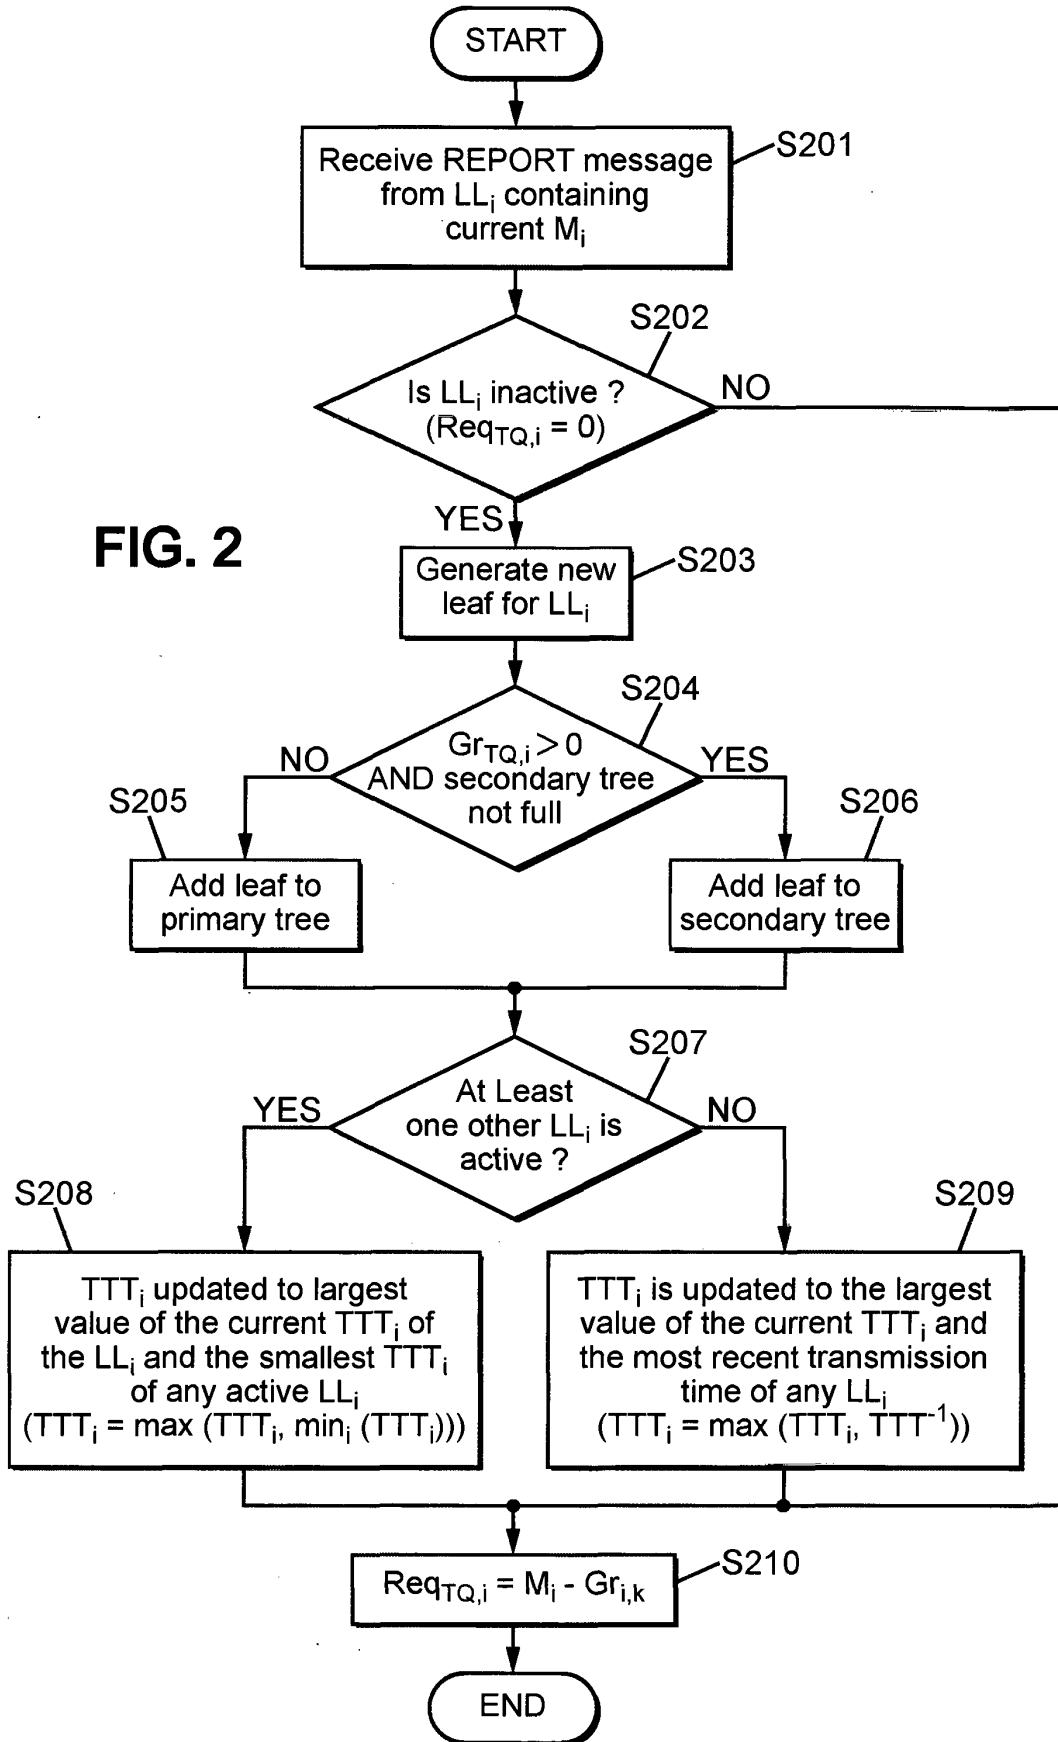 START
Receive REPORT message
from LLi containing
current Mi
S201
S202
Is LLi inactive ?
(ReqTQ,i = 0)
NO
YES
FIG. 2
Generate new
leaf for LLi
S203
S204
GrTQ,i > 0
AND secondary tree
not full
NO
YES
S205
S206
Add leaf to
primary tree
Add leaf to
secondary tree
S207
At Least
one other LLi is
active ?
YES
NO
S208
S209
TTTi updated to largest
value of the current TTTi of
the LLi and the smallest TTTi
of any active LLi
(TTTi = max (TTTi, mini (TTTi)))
TTTi is updated to the largest
value of the current TTTi and
the most recent transmission
time of any LLi
(TTTi = max (TTTi, TTT-1))
S210
ReqTQ,i = Mi - Gri,k
END